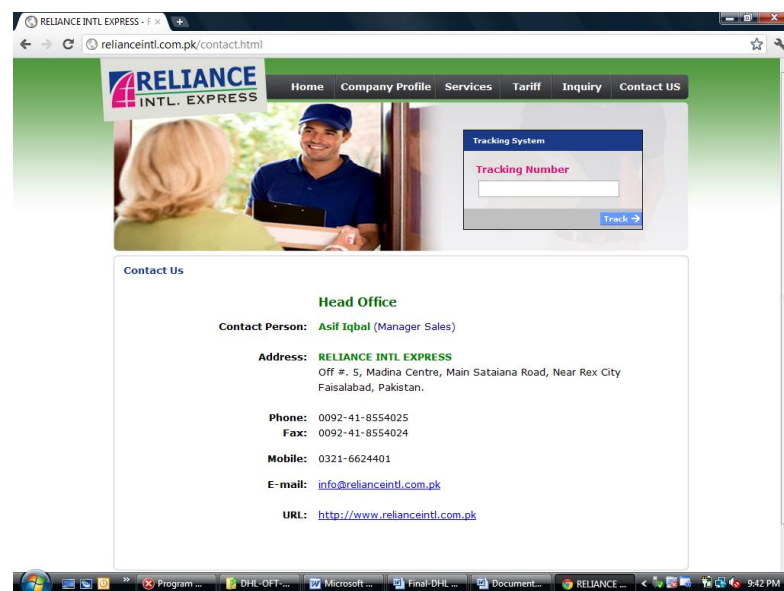 RELIANCE INTL EXPRESS - F
relianceintl.com.pk/contact.html
RELIANCE
INTL. EXPRESS
Home Company Profile Services Tariff Inquiry Contact US
Tracking System
Tracking Number
Track
Contact Us
Head Office
Contact Person: Asif Iqbal (Manager Sales)
Address: RELIANCE INTL EXPRESS
Off #. 5, Madina Centre, Main Sataiana Road, Near Rex City
Faisalabad, Pakistan.
Phone: 0092-41-8554025
Fax: 0092-41-8554024
Mobile: 0321-6624401
E-mail: info@relianceintl.com.pk
URL: http://www.relianceintl.com.pk
Program ... DHL-OFT-... Microsoft ... Final-DHL ... Document... RELIANCE ... 9:42 PM